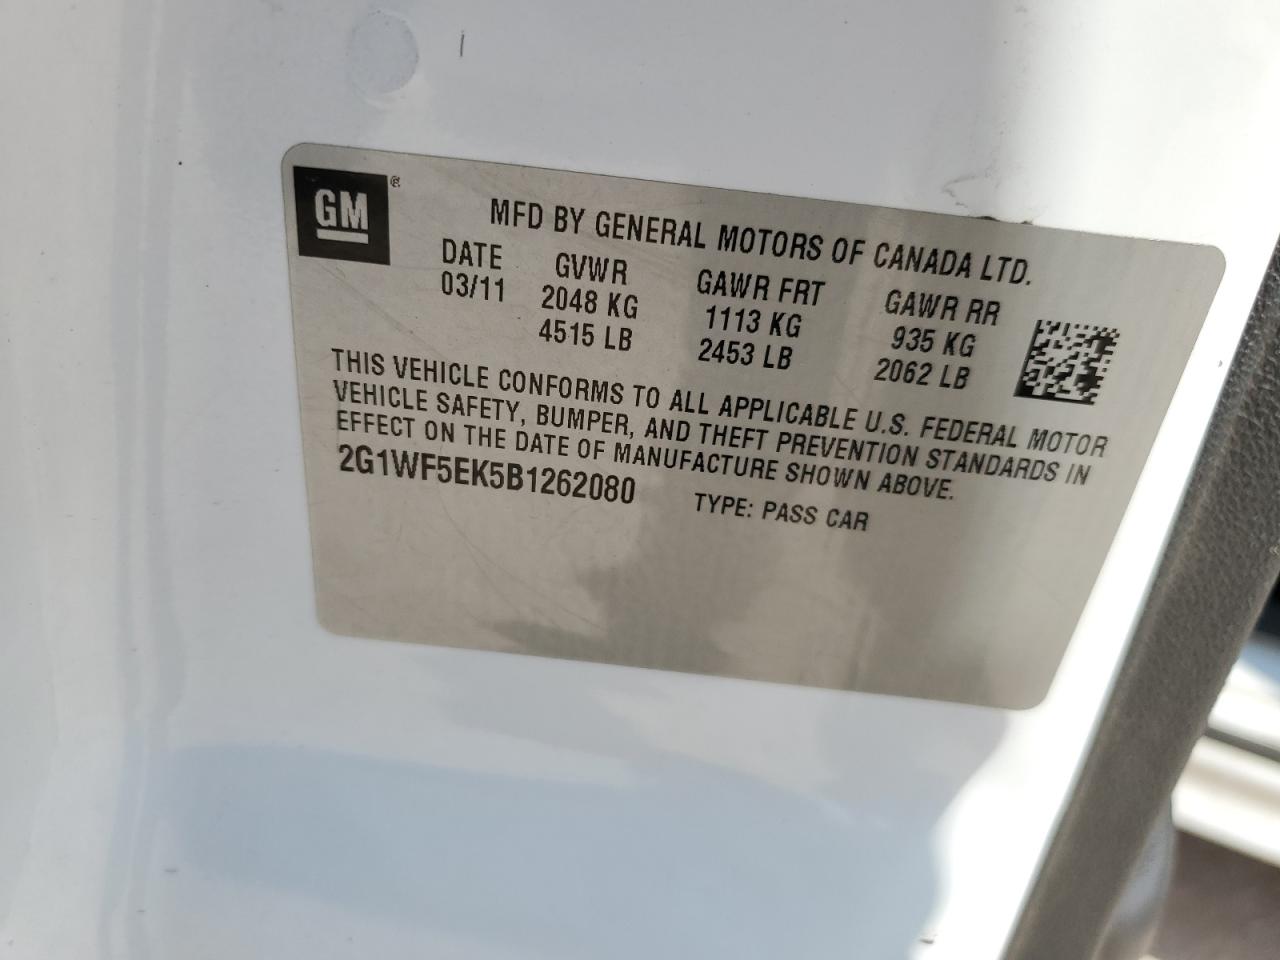 GM ®
MFD BY GENERAL MOTORS OF CANADA LTD.
DATE GVWR GAWR FRT GAWR RR
03/11 2048 KG 1113 KG 935 KG
4515 LB 2453 LB 2062 LB
THIS VEHICLE CONFORMS TO ALL APPLICABLE U.S. FEDERAL MOTOR
VEHICLE SAFETY, BUMPER, AND THEFT PREVENTION STANDARDS IN
EFFECT ON THE DATE OF MANUFACTURE SHOWN ABOVE.
2G1WF5EK5B1262080 TYPE: PASS CAR